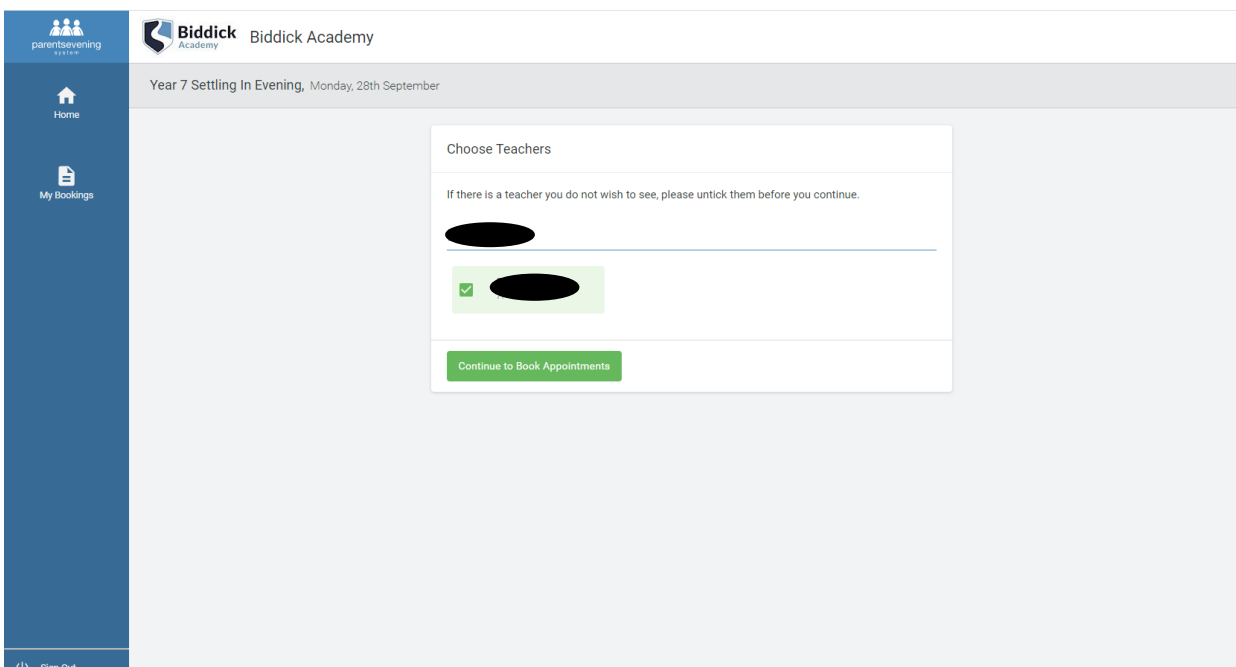 parentsevening
system
Biddick
Academy
Biddick Academy
Year 7 Settling In Evening, Monday, 28th September
Home
My Bookings
Choose Teachers
If there is a teacher you do not wish to see, please untick them before you continue.
Continue to Book Appointments
Sign Out